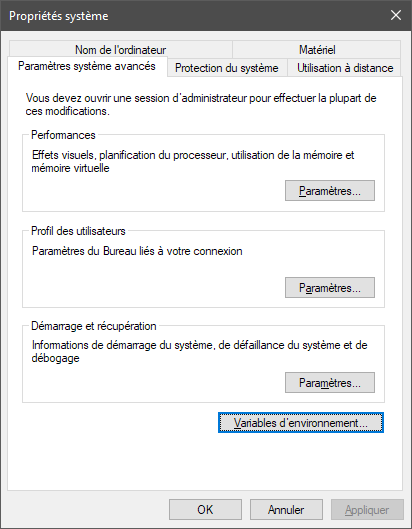 Propriétés système
Nom de l'ordinateur
Matériel
Paramètres système avancés
Protection du système
Utilisation à distance
Vous devez ouvrir une session d'administrateur pour effectuer la plupart de
ces modifications.
Performances
Effets visuels, planification du processeur, utilisation de la mémoire et
mémoire virtuelle
Paramètres...
Profil des utilisateurs
Paramètres du Bureau liés à votre connexion
Paramètres...
Démarrage et récupération
Informations de démarrage du système, de défaillance du système et de
débogage
Paramètres...
Variables d'environnement...
OK
Annuler
Appliquer